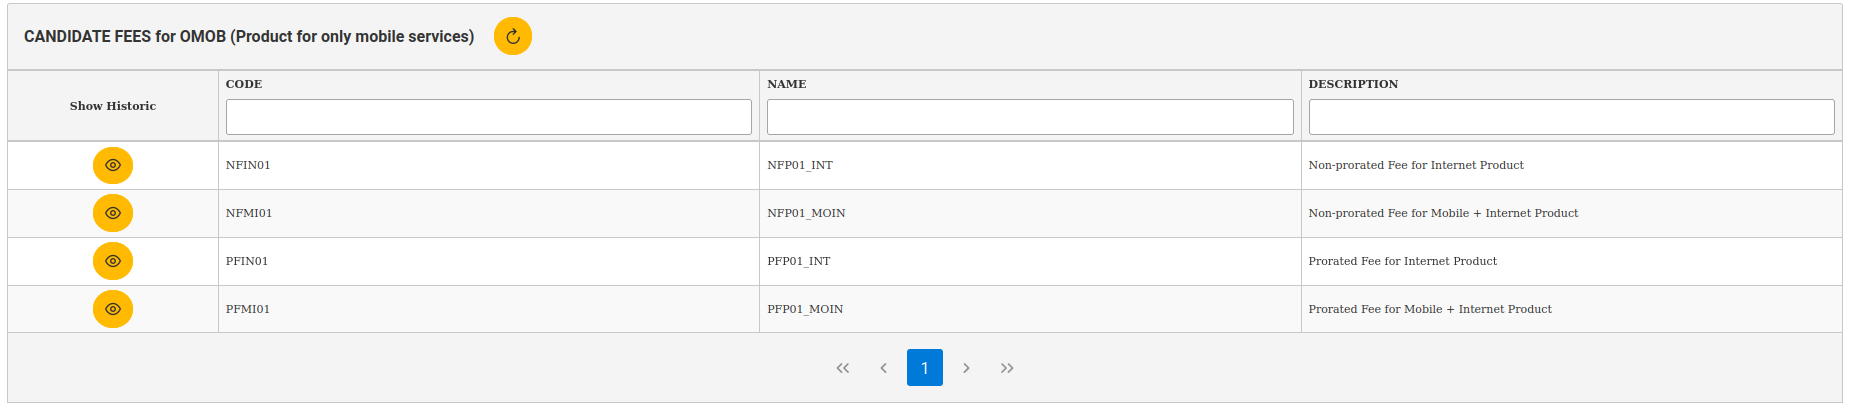 CANDIDATE FEES for OMOB (Product for only mobile services)
Show Historic CODE NAME DESCRIPTION
NFIN01 NFP01_INT Non-prorated Fee for Internet Product
NFMI01 NFP01_MOIN Non-prorated Fee for Mobile + Internet Product
PFIN01 PFP01_INT Prorated Fee for Internet Product
PFMI01 PFP01_MOIN Prorated Fee for Mobile + Internet Product
1